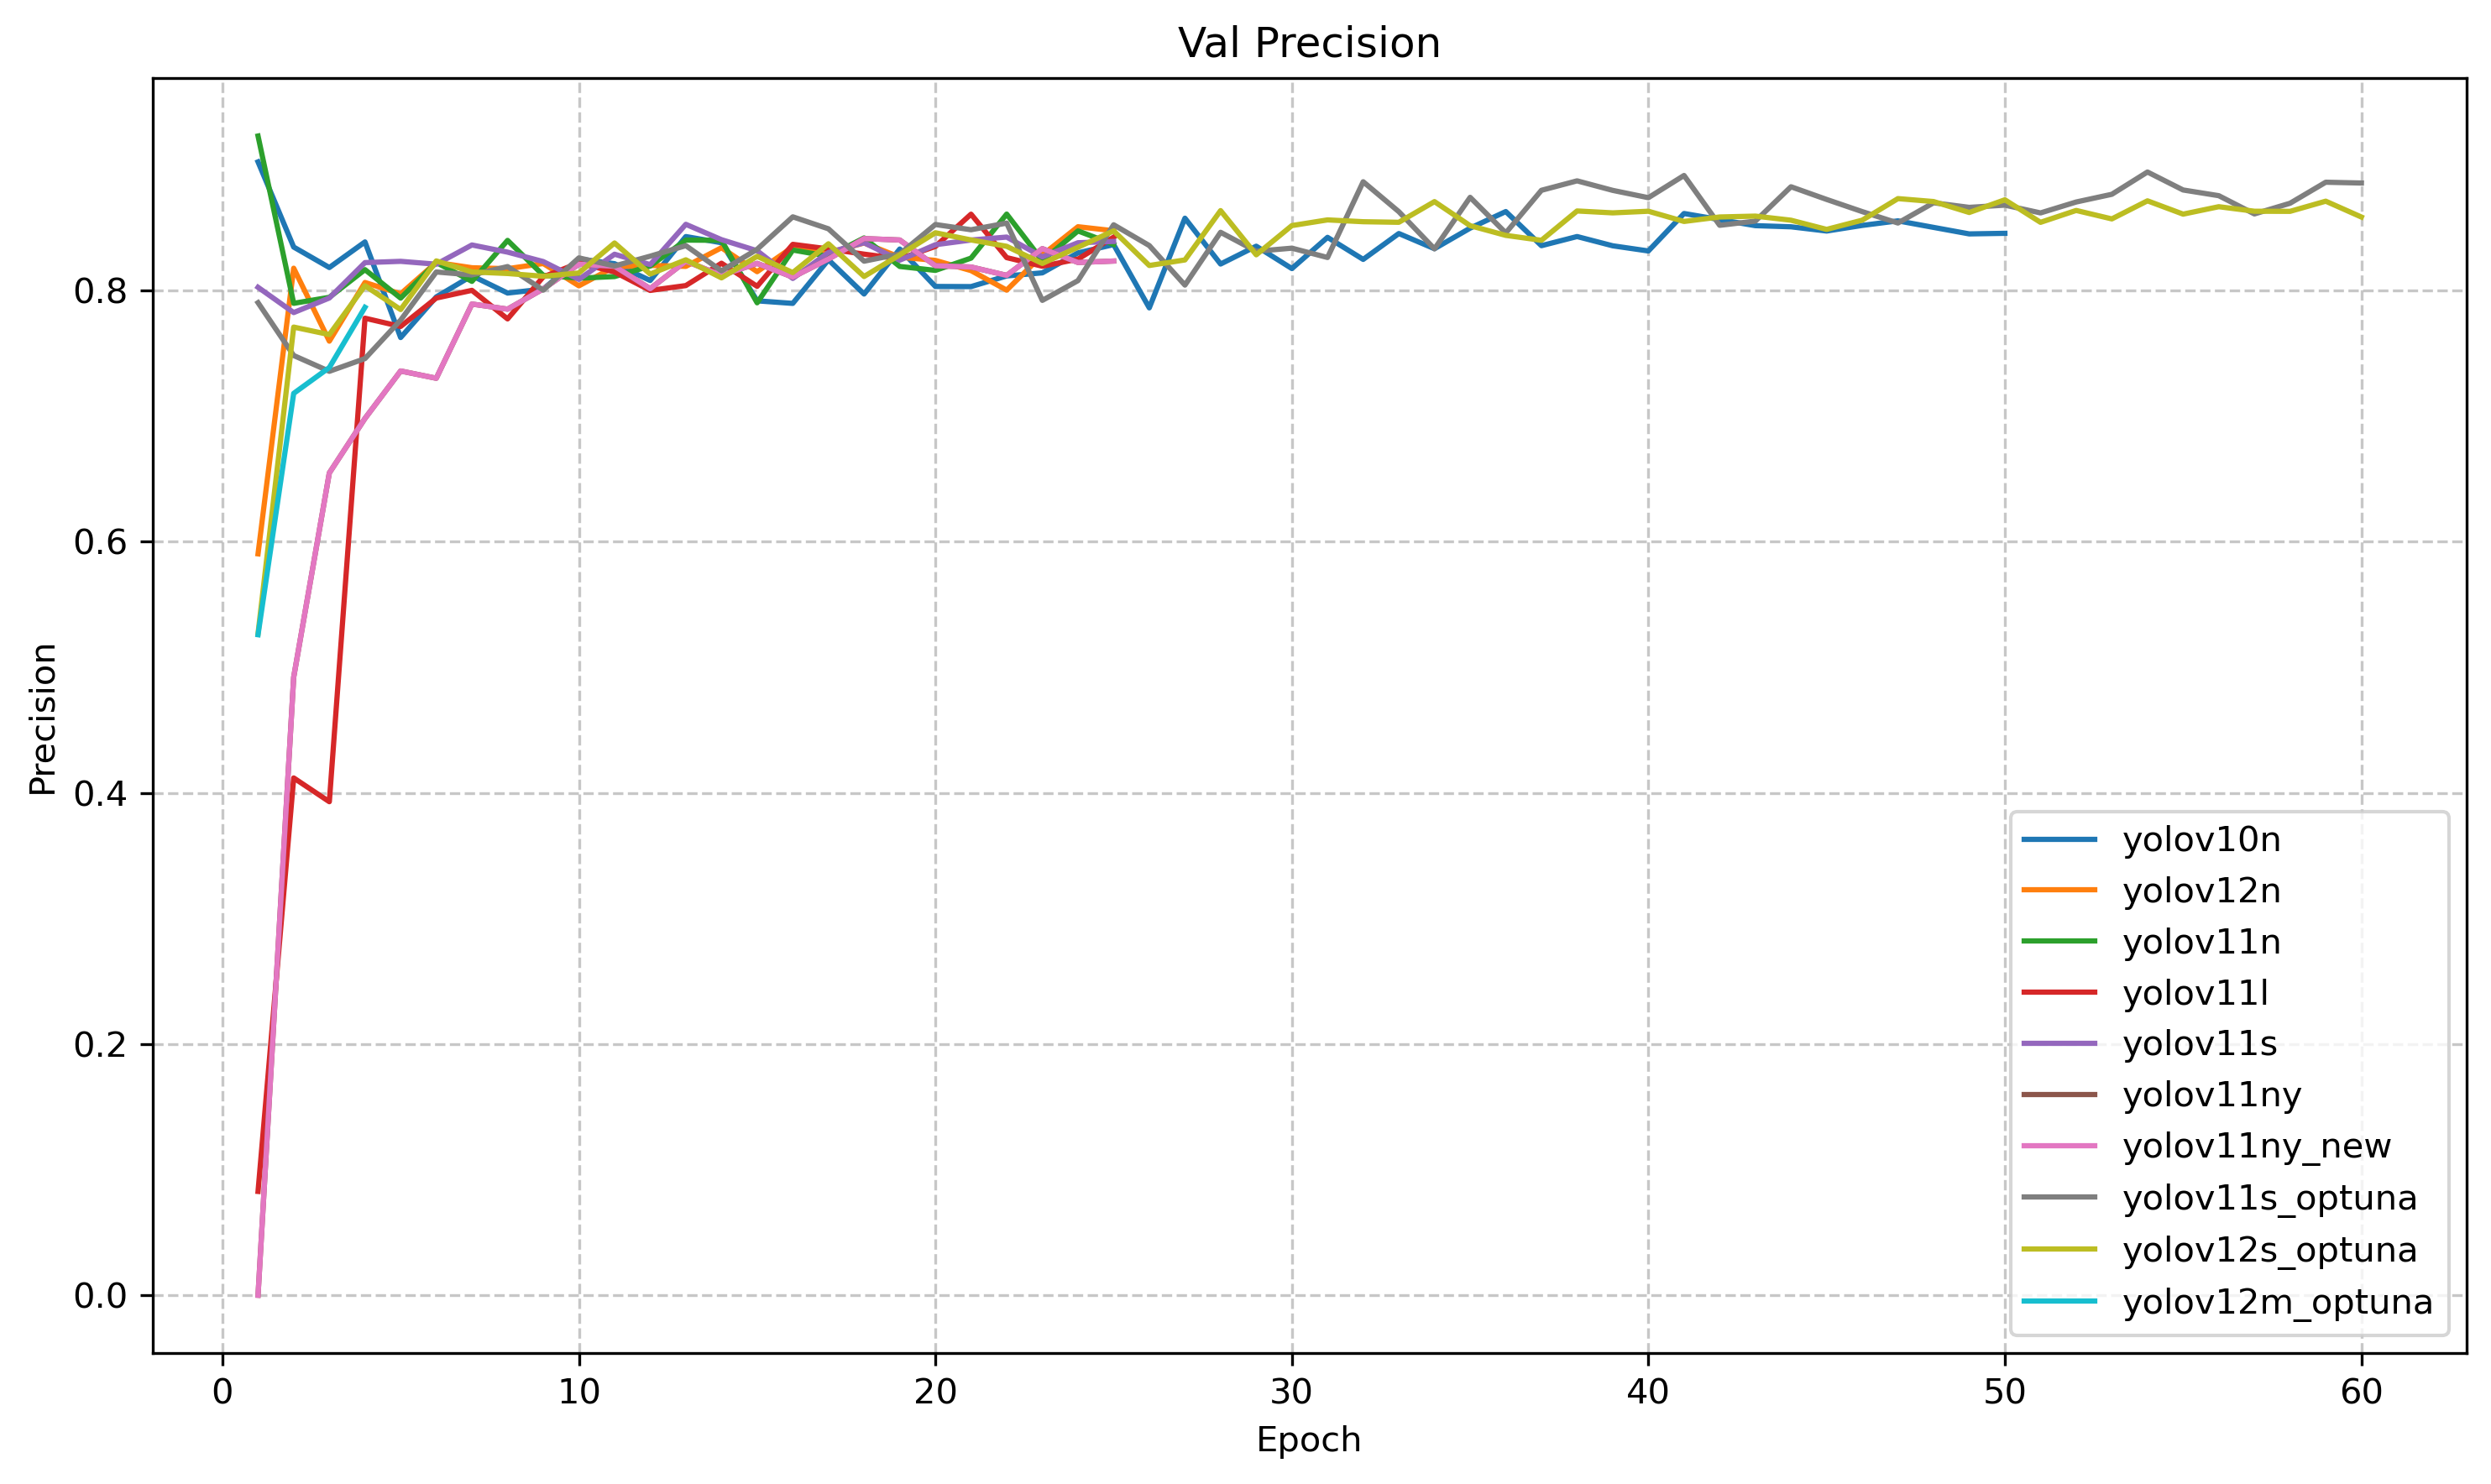 Val Precision
Precision
0.8
0.6
0.4
0.2
0.0
0 10 20 30 40 50 60
Epoch
yolov10n
yolov12n
yolov11n
yolov11l
yolov11s
yolov11ny
yolov11ny_new
yolov11s_optuna
yolov12s_optuna
yolov12m_optuna